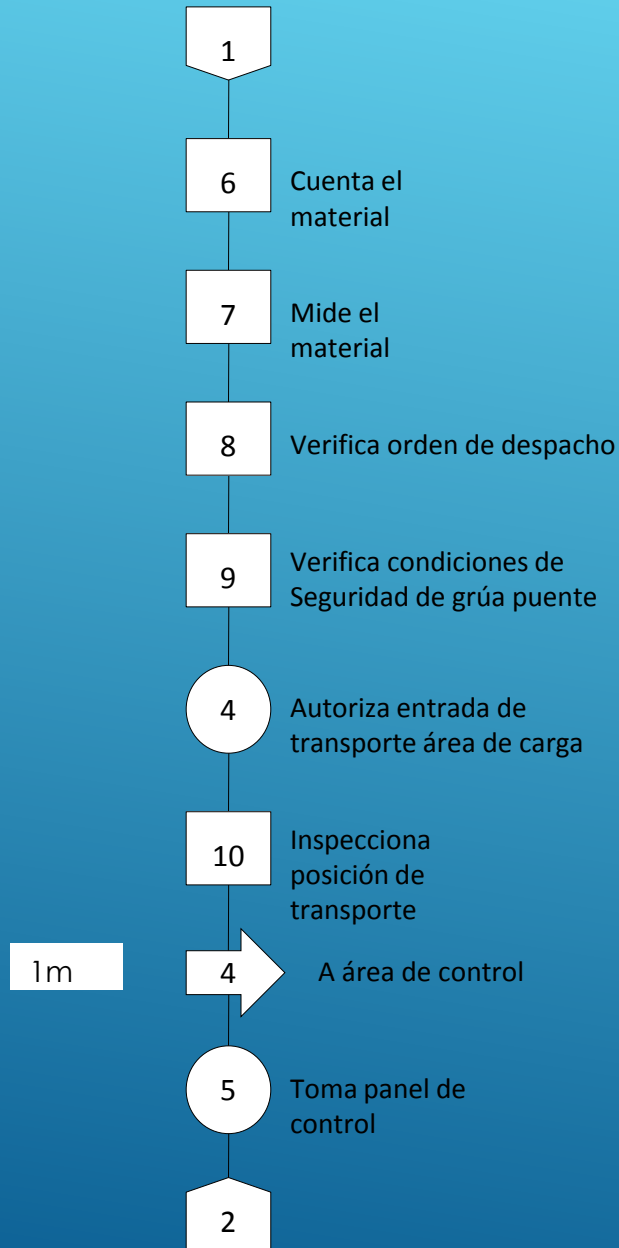 1
6
Cuenta el
material
7
Mide el
material
8
Verifica orden de despacho
9
Verifica condiciones de
Seguridad de grúa puente
4
Autoriza entrada de
transporte área de carga
10
Inspecciona
posición de
transporte
1m
4
A área de control
5
Toma panel de
control
2